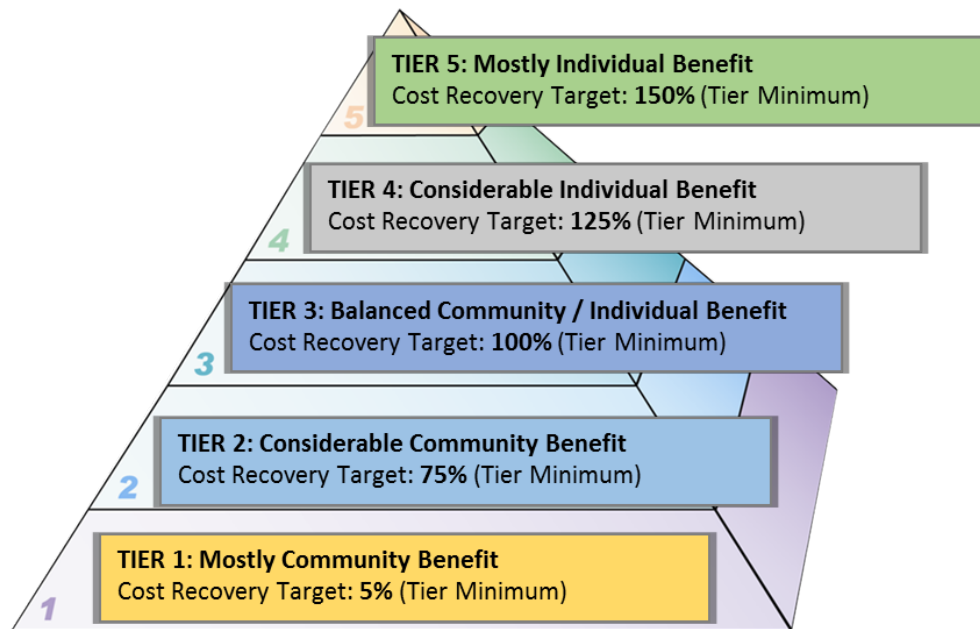 5
TIER 5: Mostly Individual Benefit
Cost Recovery Target: 150% (Tier Minimum)
4
TIER 4: Considerable Individual Benefit
Cost Recovery Target: 125% (Tier Minimum)
3
TIER 3: Balanced Community / Individual Benefit
Cost Recovery Target: 100% (Tier Minimum)
2
TIER 2: Considerable Community Benefit
Cost Recovery Target: 75% (Tier Minimum)
1
TIER 1: Mostly Community Benefit
Cost Recovery Target: 5% (Tier Minimum)